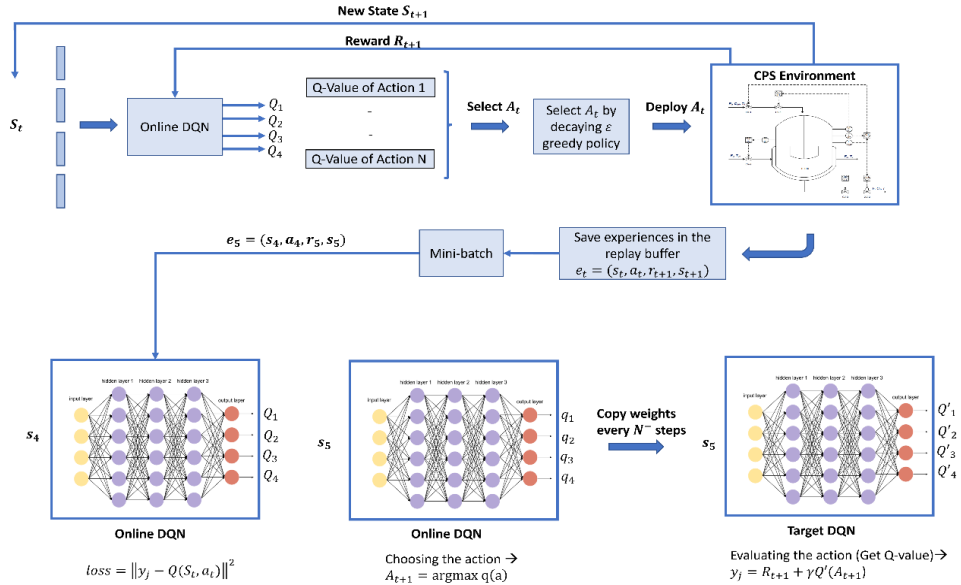 New State S_{t+1}
Reward R_{t+1}
CPS Environment
S_t
Online DQN
Q_1
Q_2
Q_3
Q_4
Q-Value of Action 1
-
-
Q-Value of Action N
Select A_t
Select A_t by
decaying ε
greedy policy
Deploy A_t
e_5 = (s_4, a_4, r_5, s_5)
Mini-batch
Save experiences in the
replay buffer
e_t = (s_t, a_t, r_{t+1}, s_{t+1})
s_4
input layer
hidden layer 1
hidden layer 2
hidden layer 3
output layer
Q_1
Q_2
Q_3
Q_4
Online DQN
loss = ‖y_j − Q(S_t, a_t)‖^2
s_5
input layer
hidden layer 1
hidden layer 2
hidden layer 3
output layer
q_1
q_2
q_3
q_4
Online DQN
Choosing the action →
A_{t+1} = argmax q(a)
Copy weights
every N^− steps
s_5
input layer
hidden layer 1
hidden layer 2
hidden layer 3
output layer
Q′_1
Q′_2
Q′_3
Q′_4
Target DQN
Evaluating the action (Get Q-value)→
y_j = R_{t+1} + γQ′(A_{t+1})